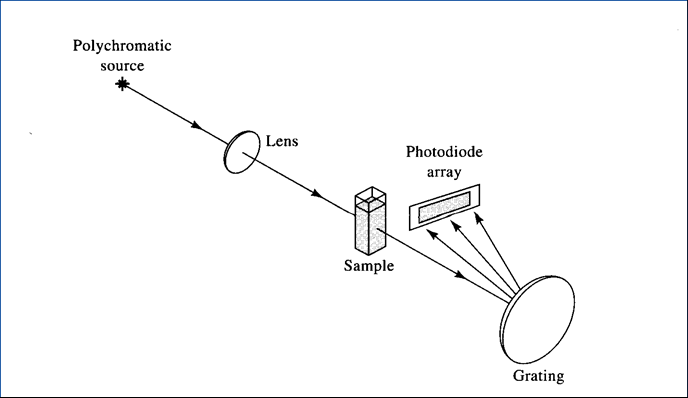 Polychromatic
source
Lens
Photodiode
array
Sample
Grating